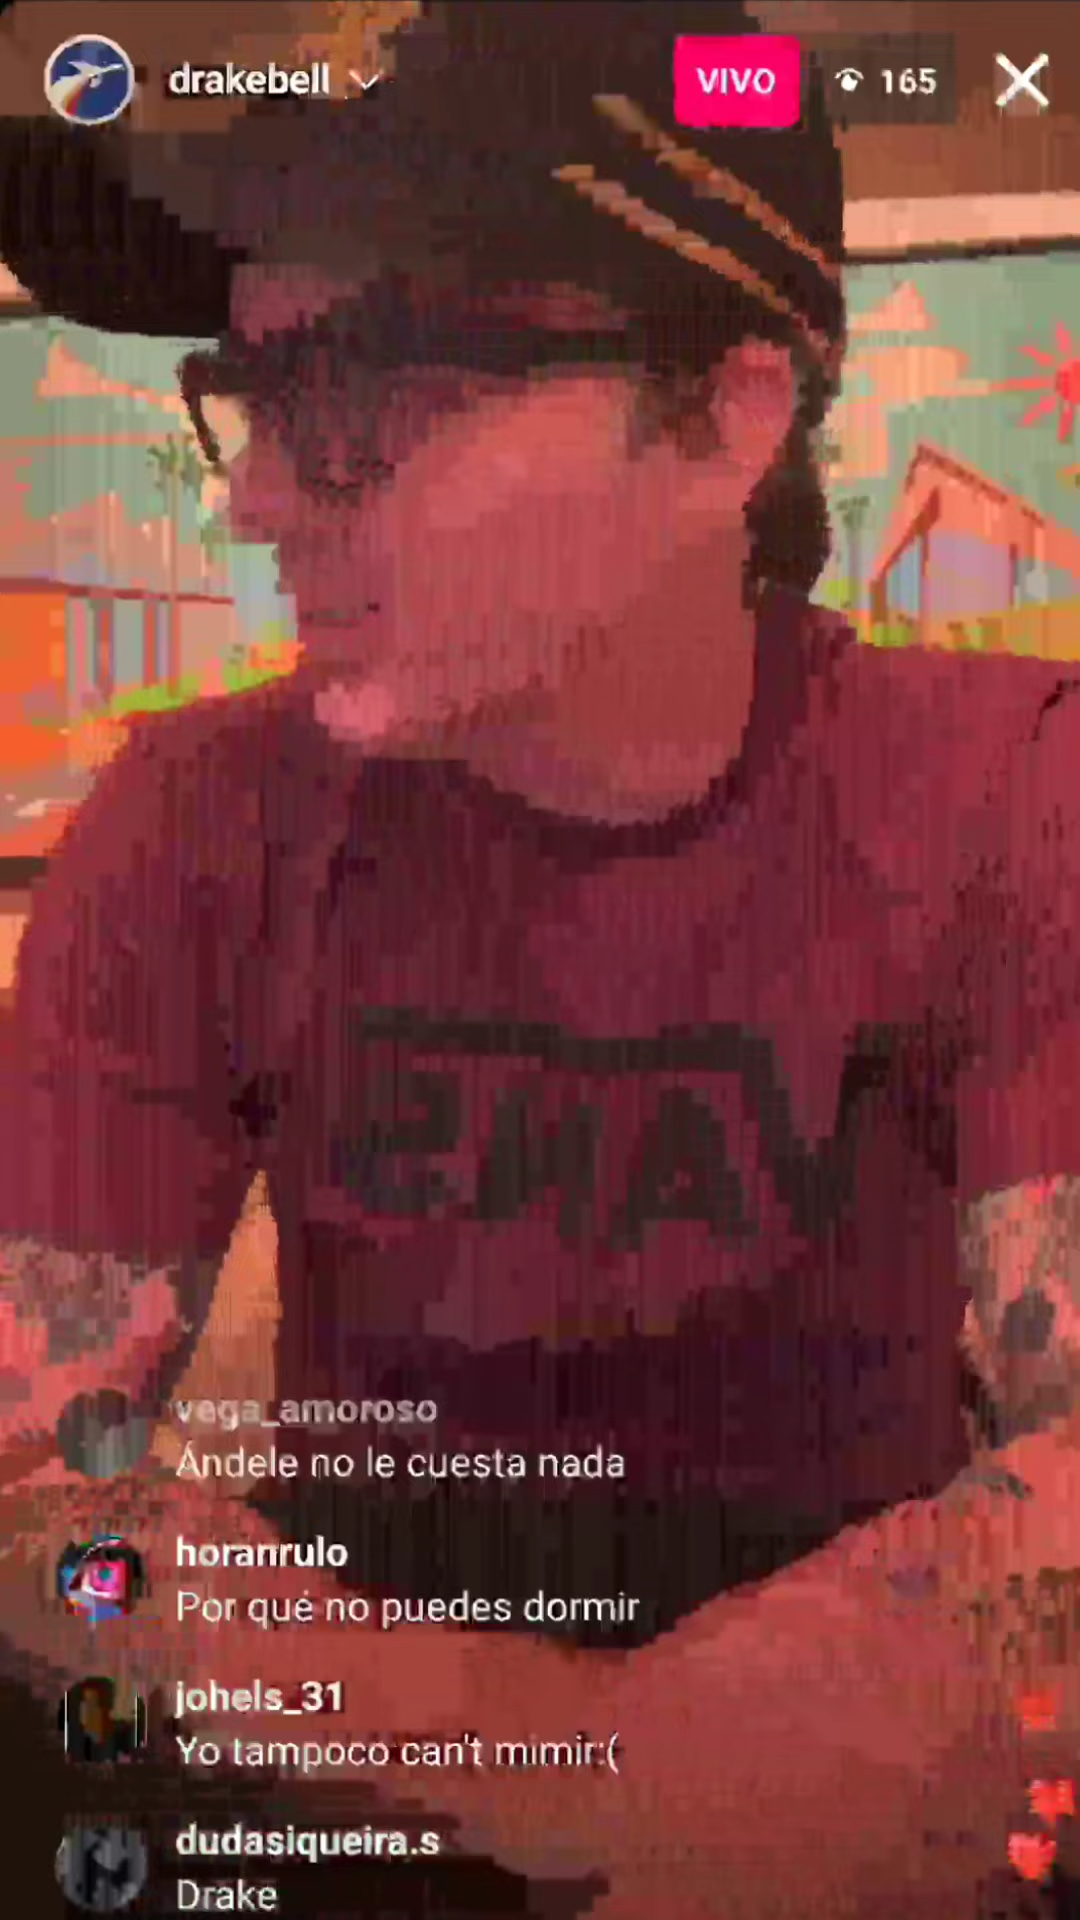 drakebell
VIVO
165
VANS
vega_amoroso
Ándele no le cuesta nada
horanrulo
Por qué no puedes dormir
johels_31
Yo tampoco can't mimir:(
dudasiqueira.s
Drake